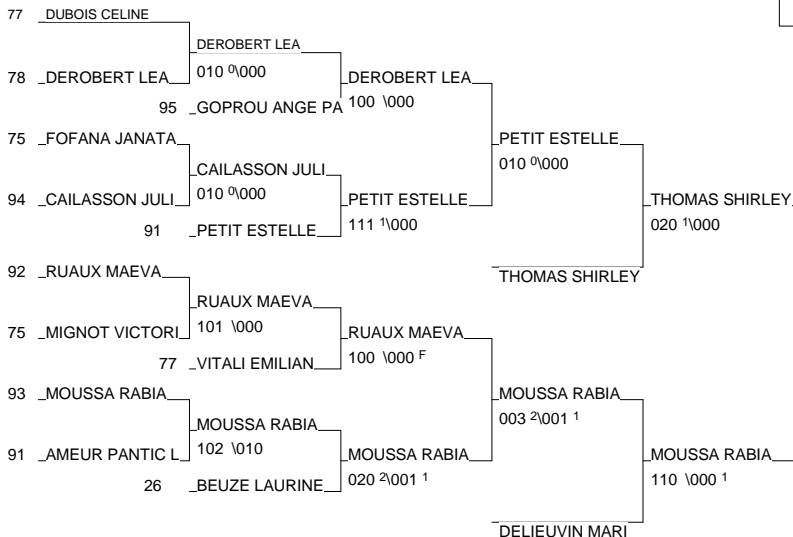 77 DUBOIS CELINE
DEROBERT LEA
78 DEROBERT LEA 010 0\000 DEROBERT LEA
95 GOPROU ANGE PA 100 \000
75 FOFANA JANATA PETIT ESTELLE
CAILASSON JULI 010 0\000
010 0\000
94 CAILASSON JULI PETIT ESTELLE THOMAS SHIRLEY
91 PETIT ESTELLE 111 1\000 020 1\000
92 RUAUX MAEVA THOMAS SHIRLEY
RUAUX MAEVA
75 MIGNOT VICTORI 101 \000 RUAUX MAEVA
77 VITALI EMILIAN 100 \000 F
93 MOUSSA RABIA MOUSSA RABIA
MOUSSA RABIA 003 2\001 1
102 \010
91 AMEUR PANTIC L MOUSSA RABIA MOUSSA RABIA
26 BEUZE LAURINE 020 2\001 1 110 \000 1
DELIEUVIN MARI